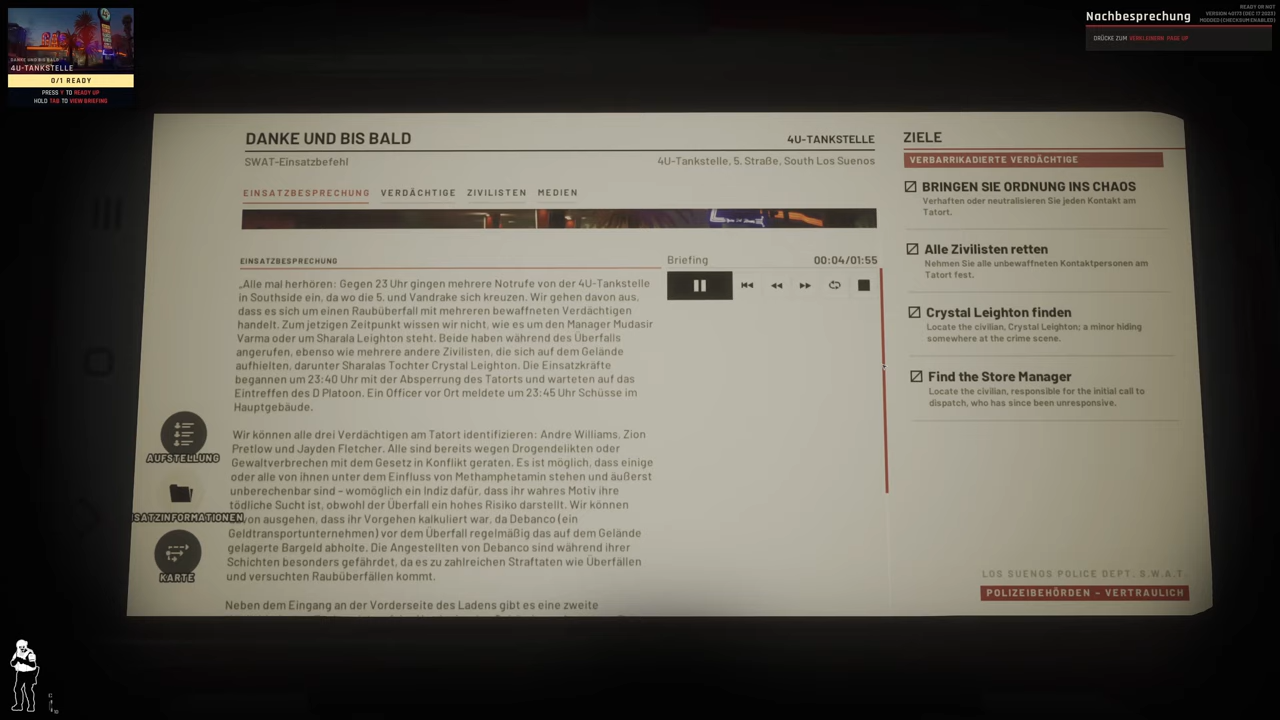 DANKE UND BIS BALD
4U-TANKSTELLE
0/1 READY
PRESS Y TO READY UP
HOLD TAB TO VIEW BRIEFING
Nachbesprechung
DRÜCKE ZUM VERKLEINERN PAGE UP
READY OR NOT
MODDED (CHECKSUM ENABLED)
DANKE UND BIS BALD
4U-TANKSTELLE
SWAT-Einsatzbefehl
4U-Tankstelle, 5. Straße, South Los Suenos
EINSATZBESPRECHUNG VERDÄCHTIGE ZIVILISTEN MEDIEN
EINSATZBESPRECHUNG
Briefing 00:04/01:55
„Alle mal herhören: Gegen 23 Uhr gingen mehrere Notrufe von der 4U-Tankstelle
in Southside ein, da wo die 5. und Vandrake sich kreuzen. Wir gehen davon aus,
dass es sich um einen Raubüberfall mit mehreren bewaffneten Verdächtigen
handelt. Zum jetzigen Zeitpunkt wissen wir nicht, wie es um den Manager Mudasir
Varma oder um Sharala Leighton steht. Beide haben während des Überfalls
angerufen, ebenso wie mehrere andere Zivilisten, die sich auf dem Gelände
aufhielten, darunter Sharalas Tochter Crystal Leighton. Die Einsatzkräfte
begannen um 23:40 Uhr mit der Absperrung des Tatorts und warteten auf das
Eintreffen des D Platoon. Ein Officer vor Ort meldete um 23:45 Uhr Schüsse im
Hauptgebäude.
Wir können alle drei Verdächtigen am Tatort identifizieren: Andre Williams, Zion
Pretlow und Jayden Fletcher. Alle sind bereits wegen Drogendelikten oder
Gewaltverbrechen mit dem Gesetz in Konflikt geraten. Es ist möglich, dass einige
oder alle von ihnen unter dem Einfluss von Methamphetamin stehen und äußerst
unberechenbar sind – womöglich ein Indiz dafür, dass ihr wahres Motiv ihre
tödliche Sucht ist, obwohl der Überfall ein hohes Risiko darstellt. Wir können
von ausgehen, dass ihr Vorgehen kalkuliert war, da Debanco (ein
Geldtransportunternehmen) vor dem Überfall regelmäßig das auf dem Gelände
gelagerte Bargeld abholte. Die Angestellten von Debanco sind während ihrer
Schichten besonders gefährdet, da es zu zahlreichen Straftaten wie Überfällen
und versuchten Raubüberfällen kommt.
Neben dem Eingang an der Vorderseite des Ladens gibt es eine zweite
AUFSTELLUNG
SATZINFORMATIONEN
KARTE
ZIELE
VERBARRIKADIERTE VERDÄCHTIGE
BRINGEN SIE ORDNUNG INS CHAOS
Verhaften oder neutralisieren Sie jeden Kontakt am
Tatort.
Alle Zivilisten retten
Nehmen Sie alle unbewaffneten Kontaktpersonen am
Tatort fest.
Crystal Leighton finden
Locate the civilian, Crystal Leighton; a minor hiding
somewhere at the crime scene.
Find the Store Manager
Locate the civilian, responsible for the initial call to
dispatch, who has since been unresponsive.
LOS SUENOS POLICE DEPT. S.W.A.T
POLIZEIBEHÖRDEN – VERTRAULICH